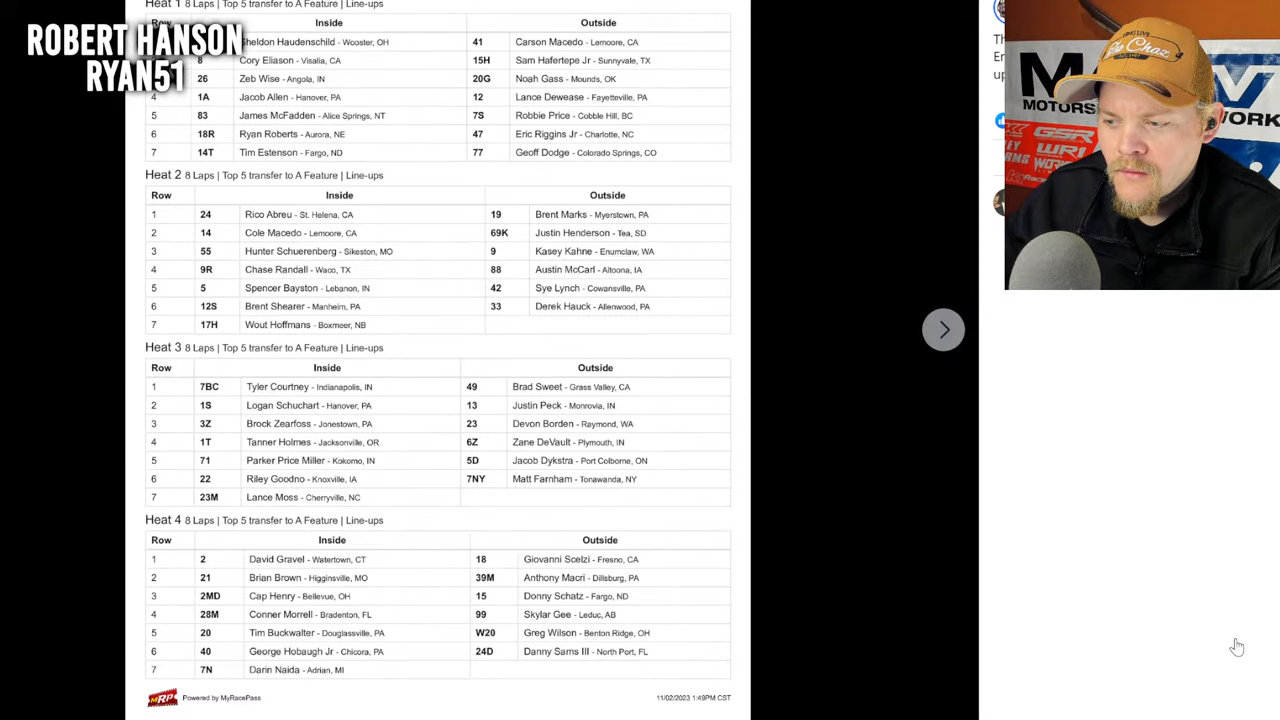 ROBERT HANSON
RYAN51
Heat 1 8 Laps | Top 5 transfer to A Feature | Line-ups
Row Inside Outside
Sheldon Haudenschild - Wooster, OH 41 Carson Macedo - Lemoore, CA
8 Cory Eliason - Visalia, CA 15H Sam Hafertepe Jr - Sunnyvale, TX
26 Zeb Wise - Angola, IN 20G Noah Gass - Mounds, OK
4 1A Jacob Allen - Hanover, PA 12 Lance Dewease - Fayetteville, PA
5 83 James McFadden - Alice Springs, NT 7S Robbie Price - Cobble Hill, BC
6 18R Ryan Roberts - Aurora, NE 47 Eric Riggins Jr - Charlotte, NC
7 14T Tim Estenson - Fargo, ND 77 Geoff Dodge - Colorado Springs, CO
Heat 2 8 Laps | Top 5 transfer to A Feature | Line-ups
Row Inside Outside
1 24 Rico Abreu - St. Helena, CA 19 Brent Marks - Myerstown, PA
2 14 Cole Macedo - Lemoore, CA 69K Justin Henderson - Tea, SD
3 55 Hunter Schuerenberg - Sikeston, MO 9 Kasey Kahne - Enumclaw, WA
4 9R Chase Randall - Waco, TX 88 Austin McCarl - Altoona, IA
5 5 Spencer Bayston - Lebanon, IN 42 Sye Lynch - Cowansville, PA
6 12S Brent Shearer - Manheim, PA 33 Derek Hauck - Allenwood, PA
7 17H Wout Hoffmans - Boxmeer, NB
Heat 3 8 Laps | Top 5 transfer to A Feature | Line-ups
Row Inside Outside
1 7BC Tyler Courtney - Indianapolis, IN 49 Brad Sweet - Grass Valley, CA
2 1S Logan Schuchart - Hanover, PA 13 Justin Peck - Monrovia, IN
3 3Z Brock Zearfoss - Jonestown, PA 23 Devon Borden - Raymond, WA
4 1T Tanner Holmes - Jacksonville, OR 6Z Zane DeVault - Plymouth, IN
5 71 Parker Price Miller - Kokomo, IN 5D Jacob Dykstra - Port Colborne, ON
6 22 Riley Goodno - Knoxville, IA 7NY Matt Farnham - Tonawanda, NY
7 23M Lance Moss - Cherryville, NC
Heat 4 8 Laps | Top 5 transfer to A Feature | Line-ups
Row Inside Outside
1 2 David Gravel - Watertown, CT 18 Giovanni Scelzi - Fresno, CA
2 21 Brian Brown - Higginsville, MO 39M Anthony Macri - Dillsburg, PA
3 2MD Cap Henry - Bellevue, OH 15 Donny Schatz - Fargo, ND
4 28M Conner Morrell - Bradenton, FL 99 Skylar Gee - Leduc, AB
5 20 Tim Buckwalter - Douglassville, PA W20 Greg Wilson - Benton Ridge, OH
6 40 George Hobaugh Jr - Chicora, PA 24D Danny Sams III - North Port, FL
7 7N Darin Naida - Adrian, MI
MRP Powered by MyRacePass 11/02/2023 1:49PM CST
The Chaz
MOTORS
WORK
GSR
WR1